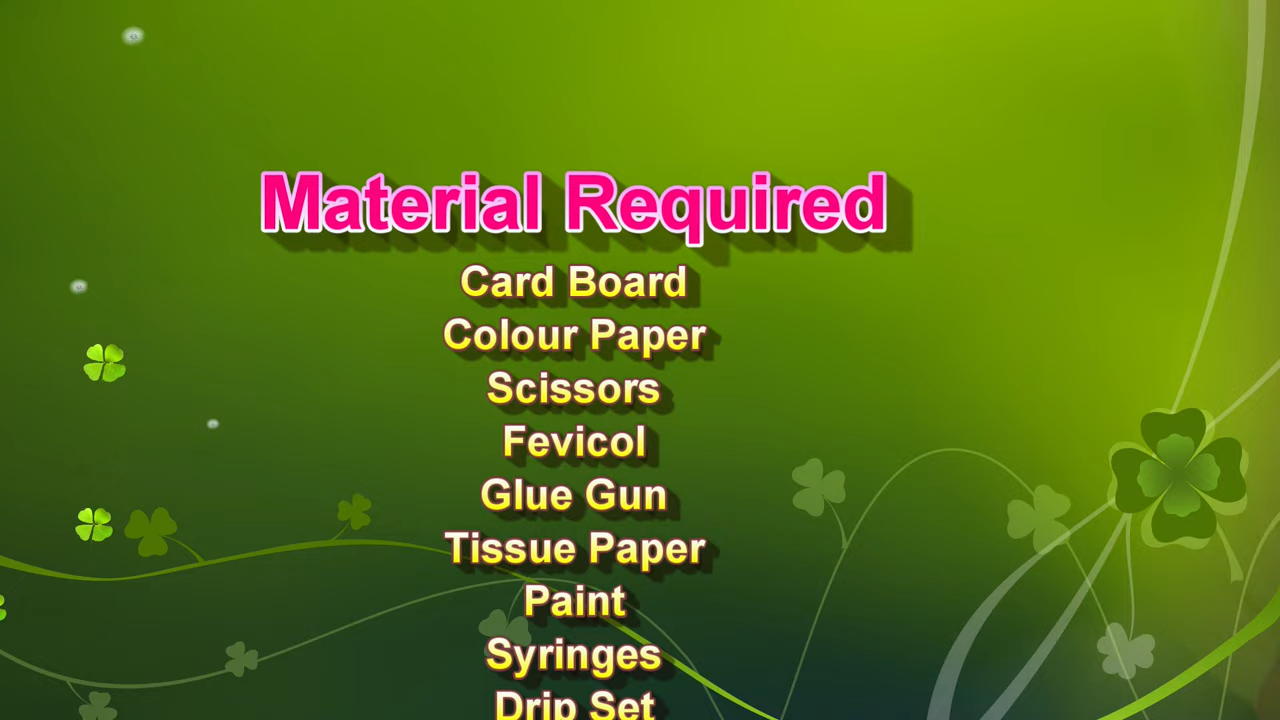 Material Required
Card Board
Colour Paper
Scissors
Fevicol
Glue Gun
Tissue Paper
Paint
Syringes
Drip Set